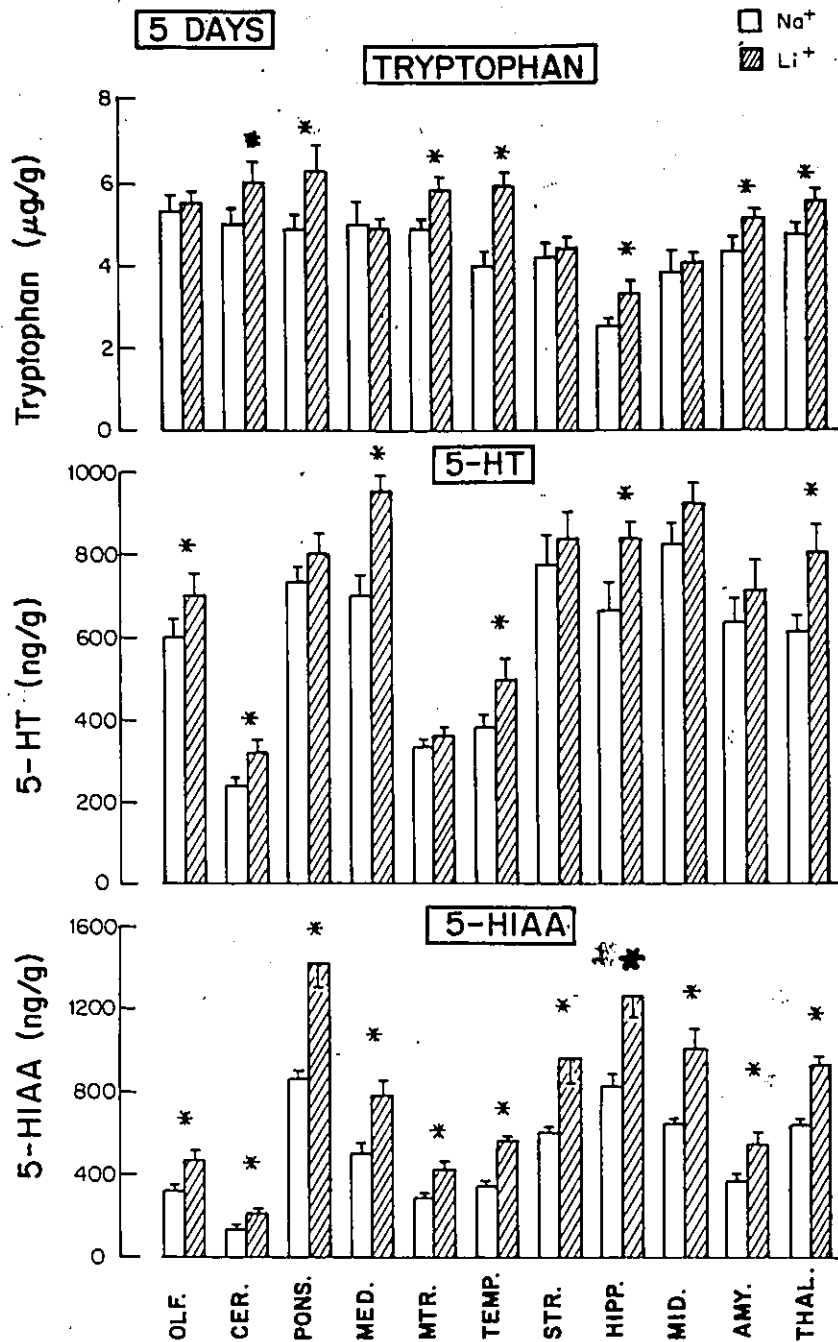 5 DAYS
Na+
Li+
TRYPTOPHAN
Tryptophan (µg/g)
8
6
4
2
0
* * * * * * *
5-HT
5-HT (ng/g)
1000
800
600
400
200
0
* * * * * *
5-HIAA
5-HIAA (ng/g)
1600
1200
800
400
0
* * * * * * * * * * *
OLF. CER. PONS. MED. MTR. TEMP. STR. HIPP. MID. AMY. THAL.